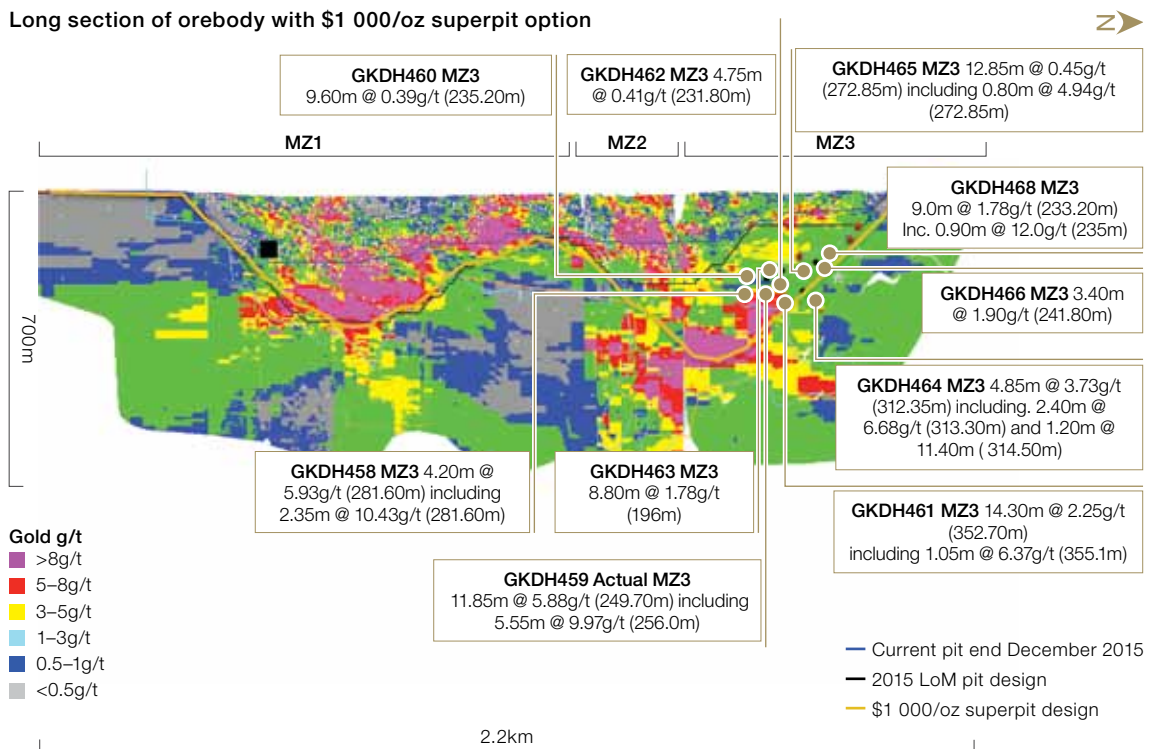 Long section of orebody with $1 000/oz superpit option
N
GKDH460 MZ3
9.60m @ 0.39g/t (235.20m)
GKDH462 MZ3 4.75m
@ 0.41g/t (231.80m)
GKDH465 MZ3 12.85m @ 0.45g/t
(272.85m) including 0.80m @ 4.94g/t
(272.85m)
MZ1
MZ2
MZ3
GKDH468 MZ3
9.0m @ 1.78g/t (233.20m)
Inc. 0.90m @ 12.0g/t (235m)
GKDH466 MZ3 3.40m
@ 1.90g/t (241.80m)
700m
GKDH464 MZ3 4.85m @ 3.73g/t
(312.35m) including. 2.40m @
6.68g/t (313.30m) and 1.20m @
11.40m ( 314.50m)
GKDH458 MZ3 4.20m @
5.93g/t (281.60m) including
2.35m @ 10.43g/t (281.60m)
GKDH463 MZ3
8.80m @ 1.78g/t
(196m)
GKDH461 MZ3 14.30m @ 2.25g/t
(352.70m)
including 1.05m @ 6.37g/t (355.1m)
GKDH459 Actual MZ3
11.85m @ 5.88g/t (249.70m) including
5.55m @ 9.97g/t (256.0m)
Gold g/t
>8g/t
5–8g/t
3–5g/t
1–3g/t
0.5–1g/t
<0.5g/t
Current pit end December 2015
2015 LoM pit design
$1 000/oz superpit design
2.2km